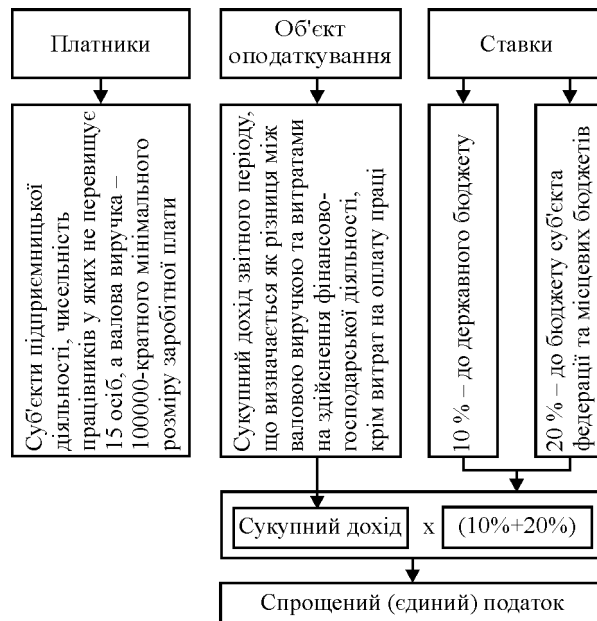 Платники
Об'єкт
оподаткування
Ставки
Суб'єкти підприємницької
діяльності, чисельність
працівників у яких не перевищує
15 осіб, а валова виручка –
100000-кратного мінімального
розміру заробітної плати
Сукупний дохід звітного періоду,
що визначається як різниця між
валовою виручкою та витратами
на здійснення фінансово-
господарської діяльності,
крім витрат на оплату праці
10 % – до державного бюджету
20 % – до бюджету суб'єкта
федерації та місцевих бюджетів
Сукупний дохід х (10%+20%)
Спрощений (єдиний) податок